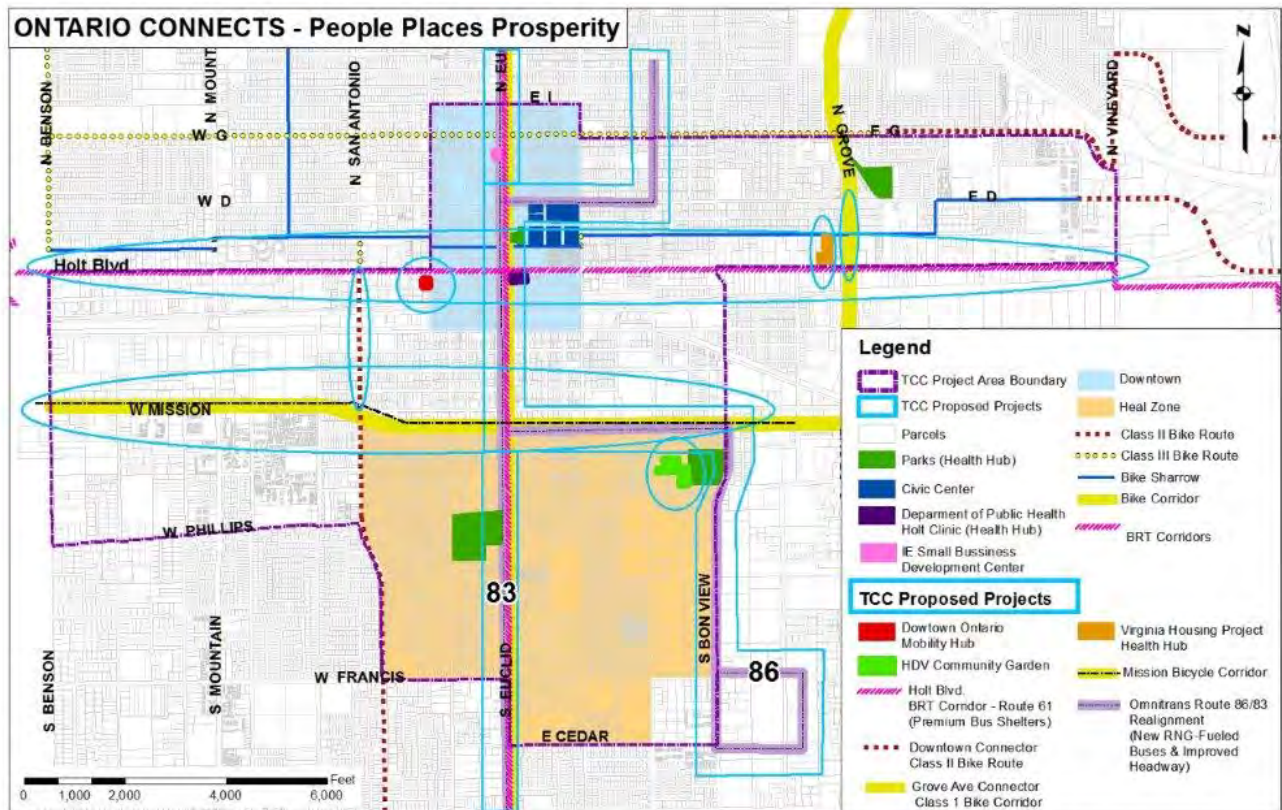 ONTARIO CONNECTS - People Places Prosperity
N BENSON
N MOUNT
N SAN ANTONIO
N EU
E I
W G
E G
N GROVE
N VINEYARD
N
W D
E D
Holt Blvd
W MISSION
W PHILLIPS
83
S BON VIEW
86
S BENSON
S MOUNTAIN
W FRANCIS
S EUCLID
E CEDAR
Feet
0 1,000 2,000 4,000 6,000
Legend
TCC Project Area Boundary
TCC Proposed Projects
Parcels
Parks (Health Hub)
Civic Center
Deparment of Public Health
Holt Clinic (Health Hub)
IE Small Bussiness
Development Center
Downtown
Heal Zone
Class II Bike Route
Class III Bike Route
Bike Sharrow
Bike Corridor
BRT Corridors
TCC Proposed Projects
Dowtown Ontario
Mobility Hub
HDV Community Garden
Holt Blvd.
BRT Corridor - Route 61
(Premium Bus Shelters)
Downtown Connector
Class II Bike Route
Grove Ave Connector
Class 1 Bike Corridor
Virginia Housing Project
Health Hub
Mission Bicycle Corridor
Omnitrans Route 86/83
Realignment
(New RNG-Fueled
Buses & Improved
Headway)